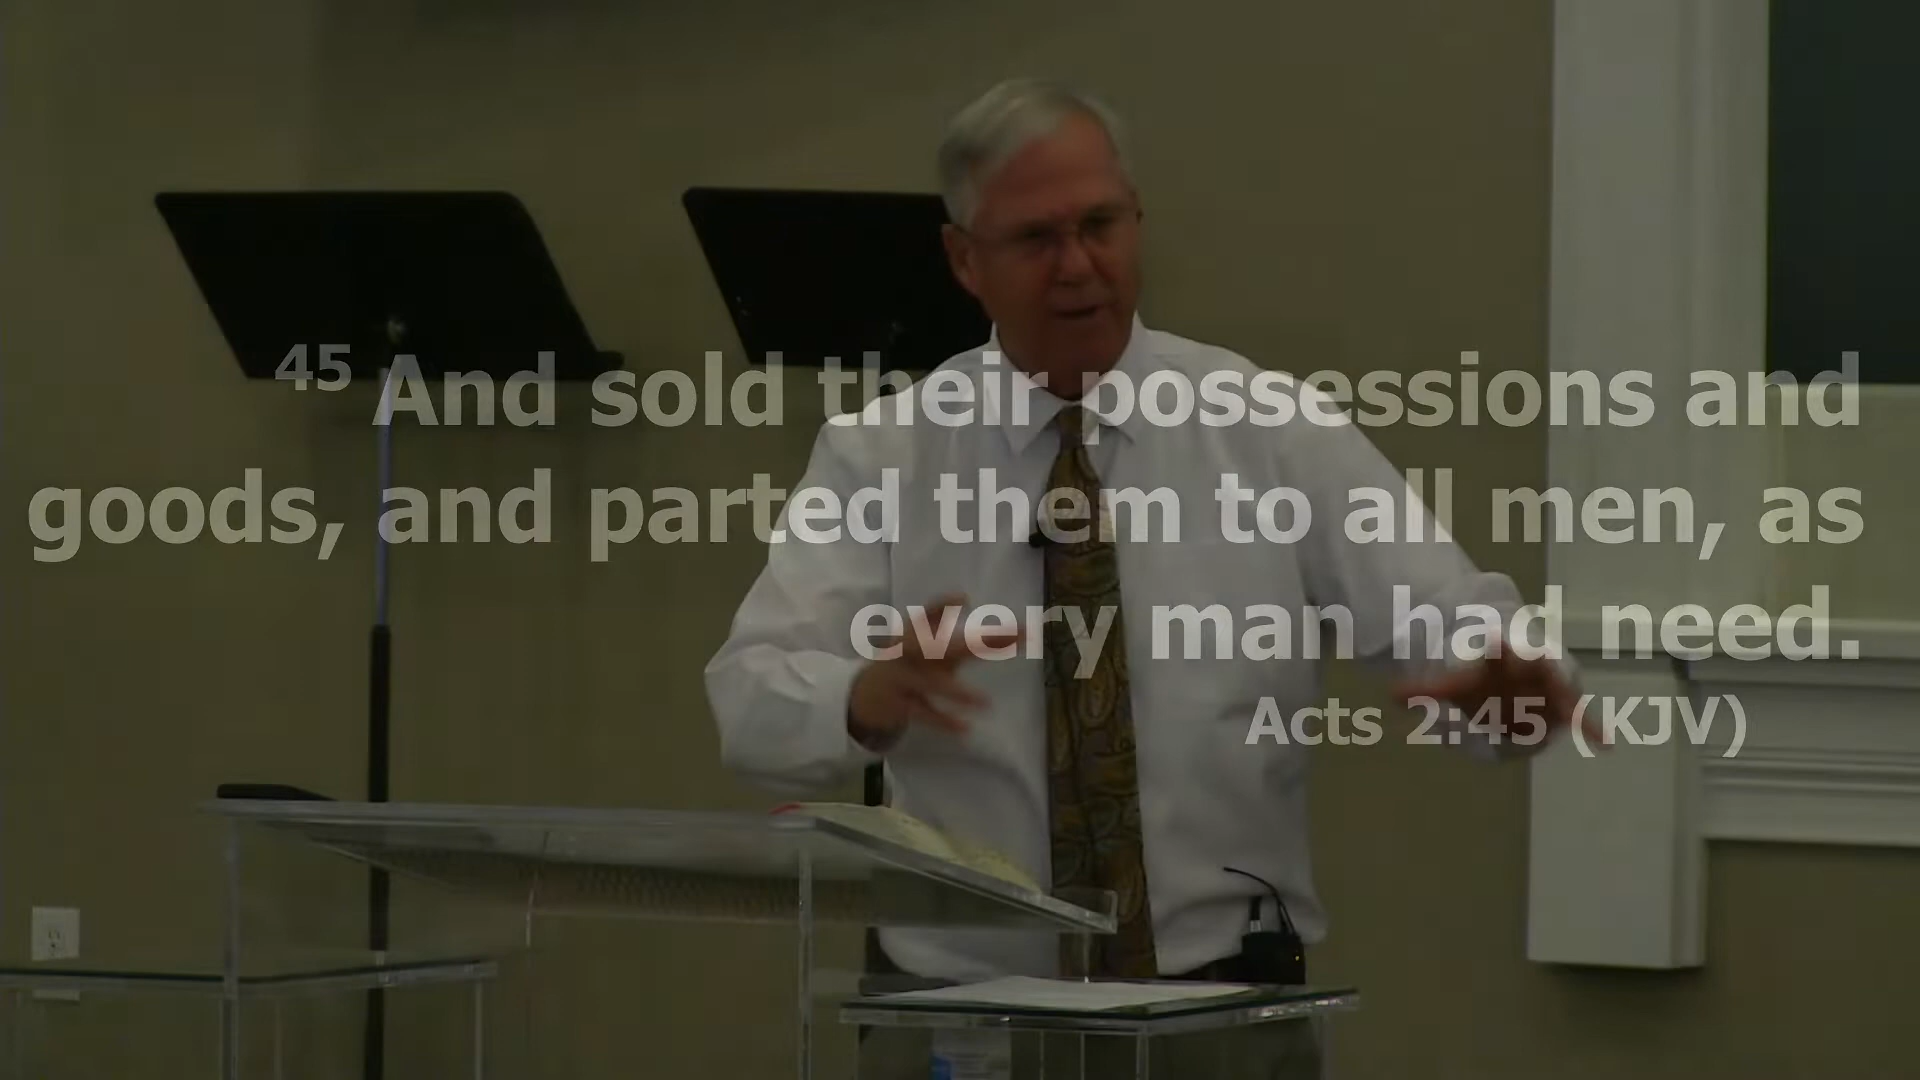 45 And sold their possessions and
goods, and parted them to all men, as
every man had need.
Acts 2:45 (KJV)